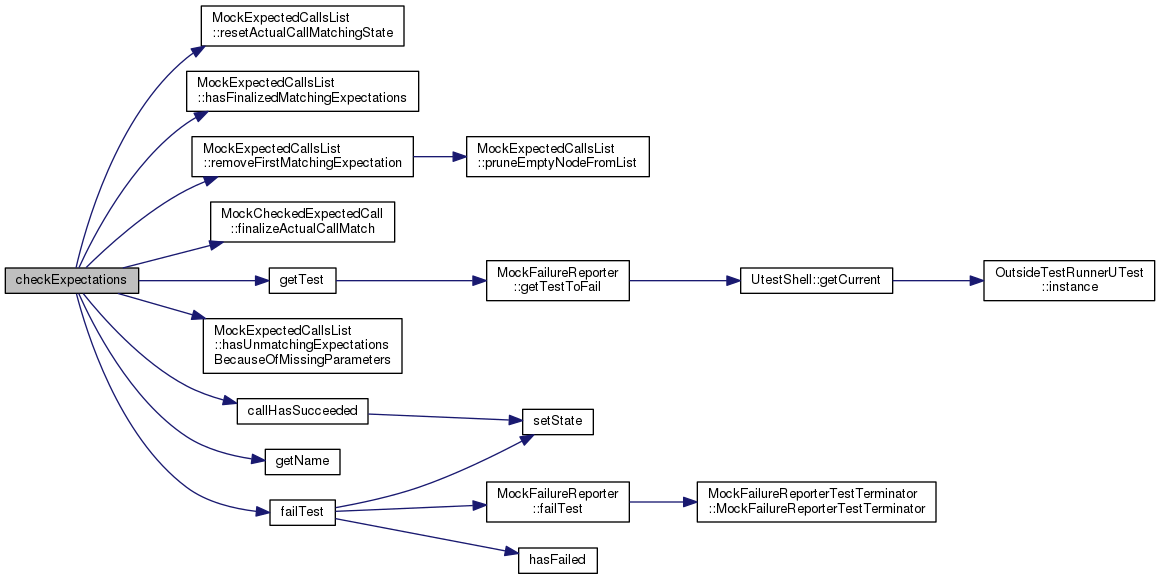 MockExpectedCallsList
::resetActualCallMatchingState
MockExpectedCallsList
::hasFinalizedMatchingExpectations
MockExpectedCallsList
::removeFirstMatchingExpectation
MockExpectedCallsList
::pruneEmptyNodeFromList
MockCheckedExpectedCall
::finalizeActualCallMatch
checkExpectations
getTest
MockFailureReporter
::getTestToFail
UtestShell::getCurrent
OutsideTestRunnerUTest
::instance
MockExpectedCallsList
::hasUnmatchingExpectations
BecauseOfMissingParameters
callHasSucceeded
setState
getName
failTest
MockFailureReporter
::failTest
MockFailureReporterTestTerminator
::MockFailureReporterTestTerminator
hasFailed